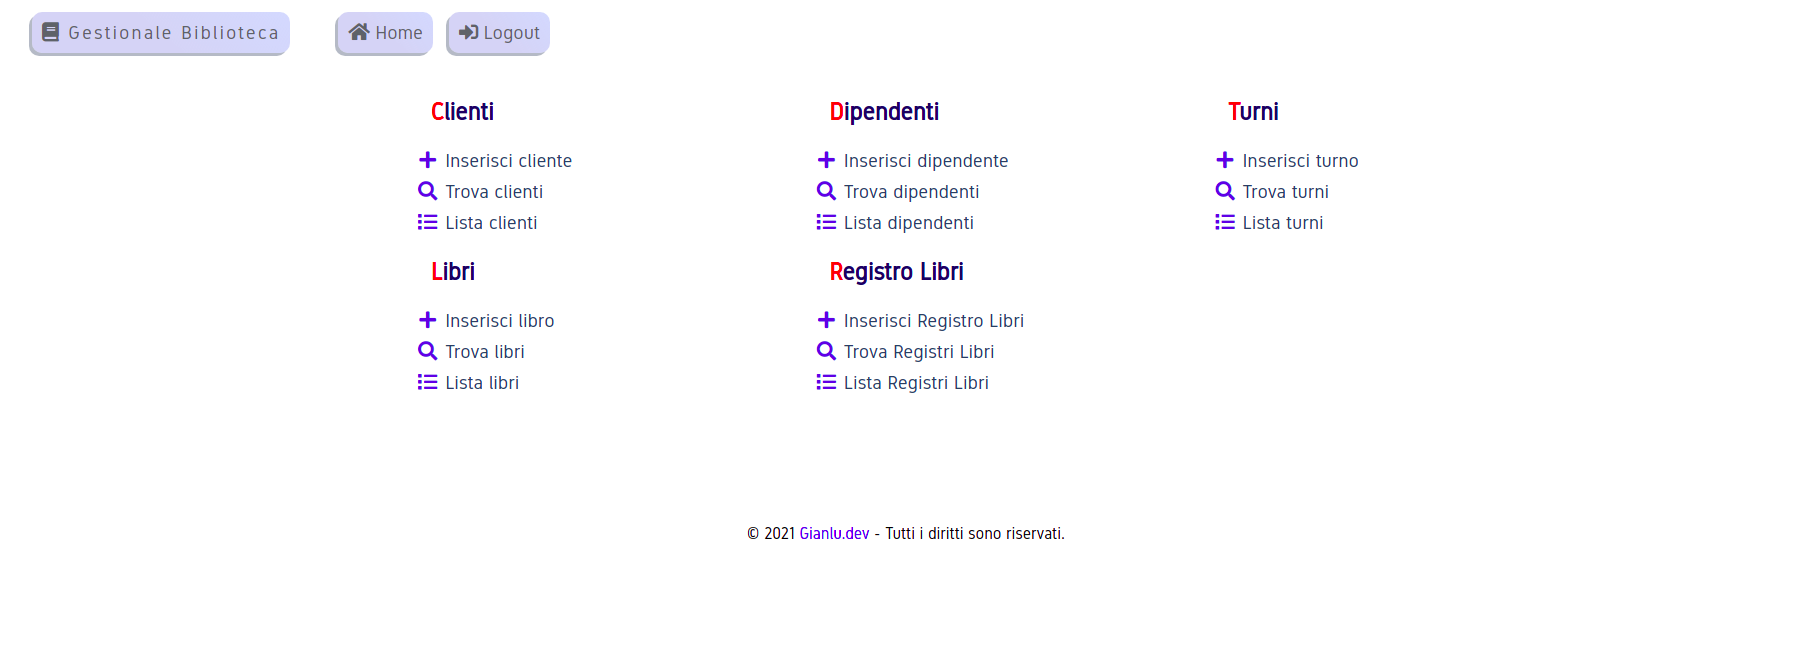 Gestionale Biblioteca
Home
Logout
Clienti
Inserisci cliente
Trova clienti
Lista clienti
Dipendenti
Inserisci dipendente
Trova dipendenti
Lista dipendenti
Turni
Inserisci turno
Trova turni
Lista turni
Libri
Inserisci libro
Trova libri
Lista libri
Registro Libri
Inserisci Registro Libri
Trova Registri Libri
Lista Registri Libri
© 2021 Gianlu.dev - Tutti i diritti sono riservati.